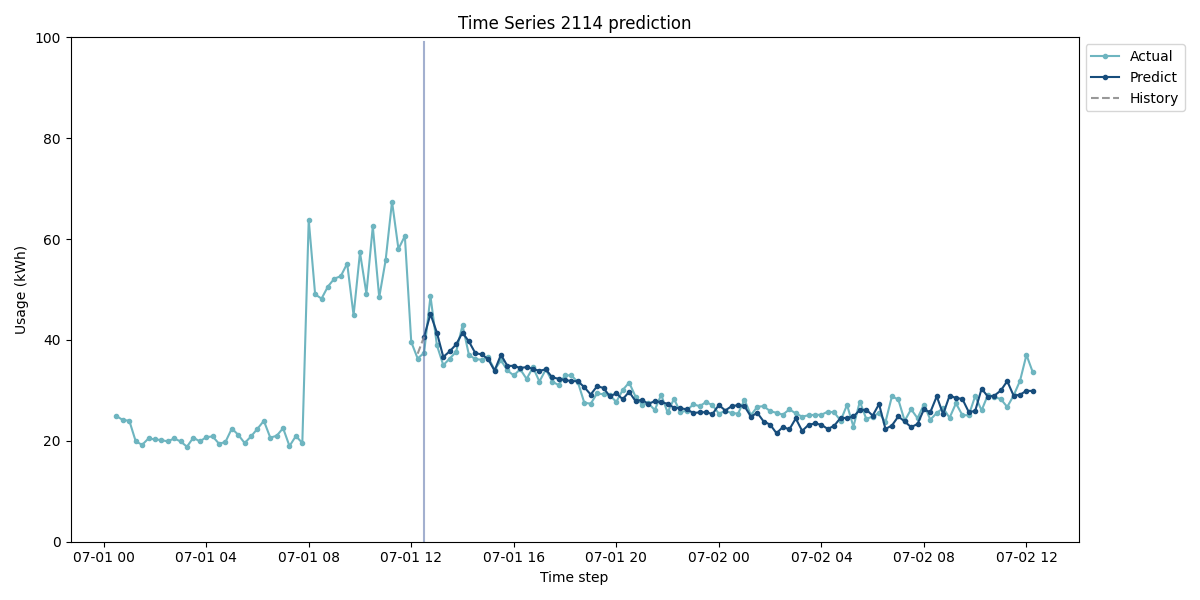 Time Series 2114 prediction
100
80
60
40
20
0
Usage (kWh)
07-01 00
07-01 04
07-01 08
07-01 12
07-01 16
07-01 20
07-02 00
07-02 04
07-02 08
07-02 12
Time step
Actual
Predict
History